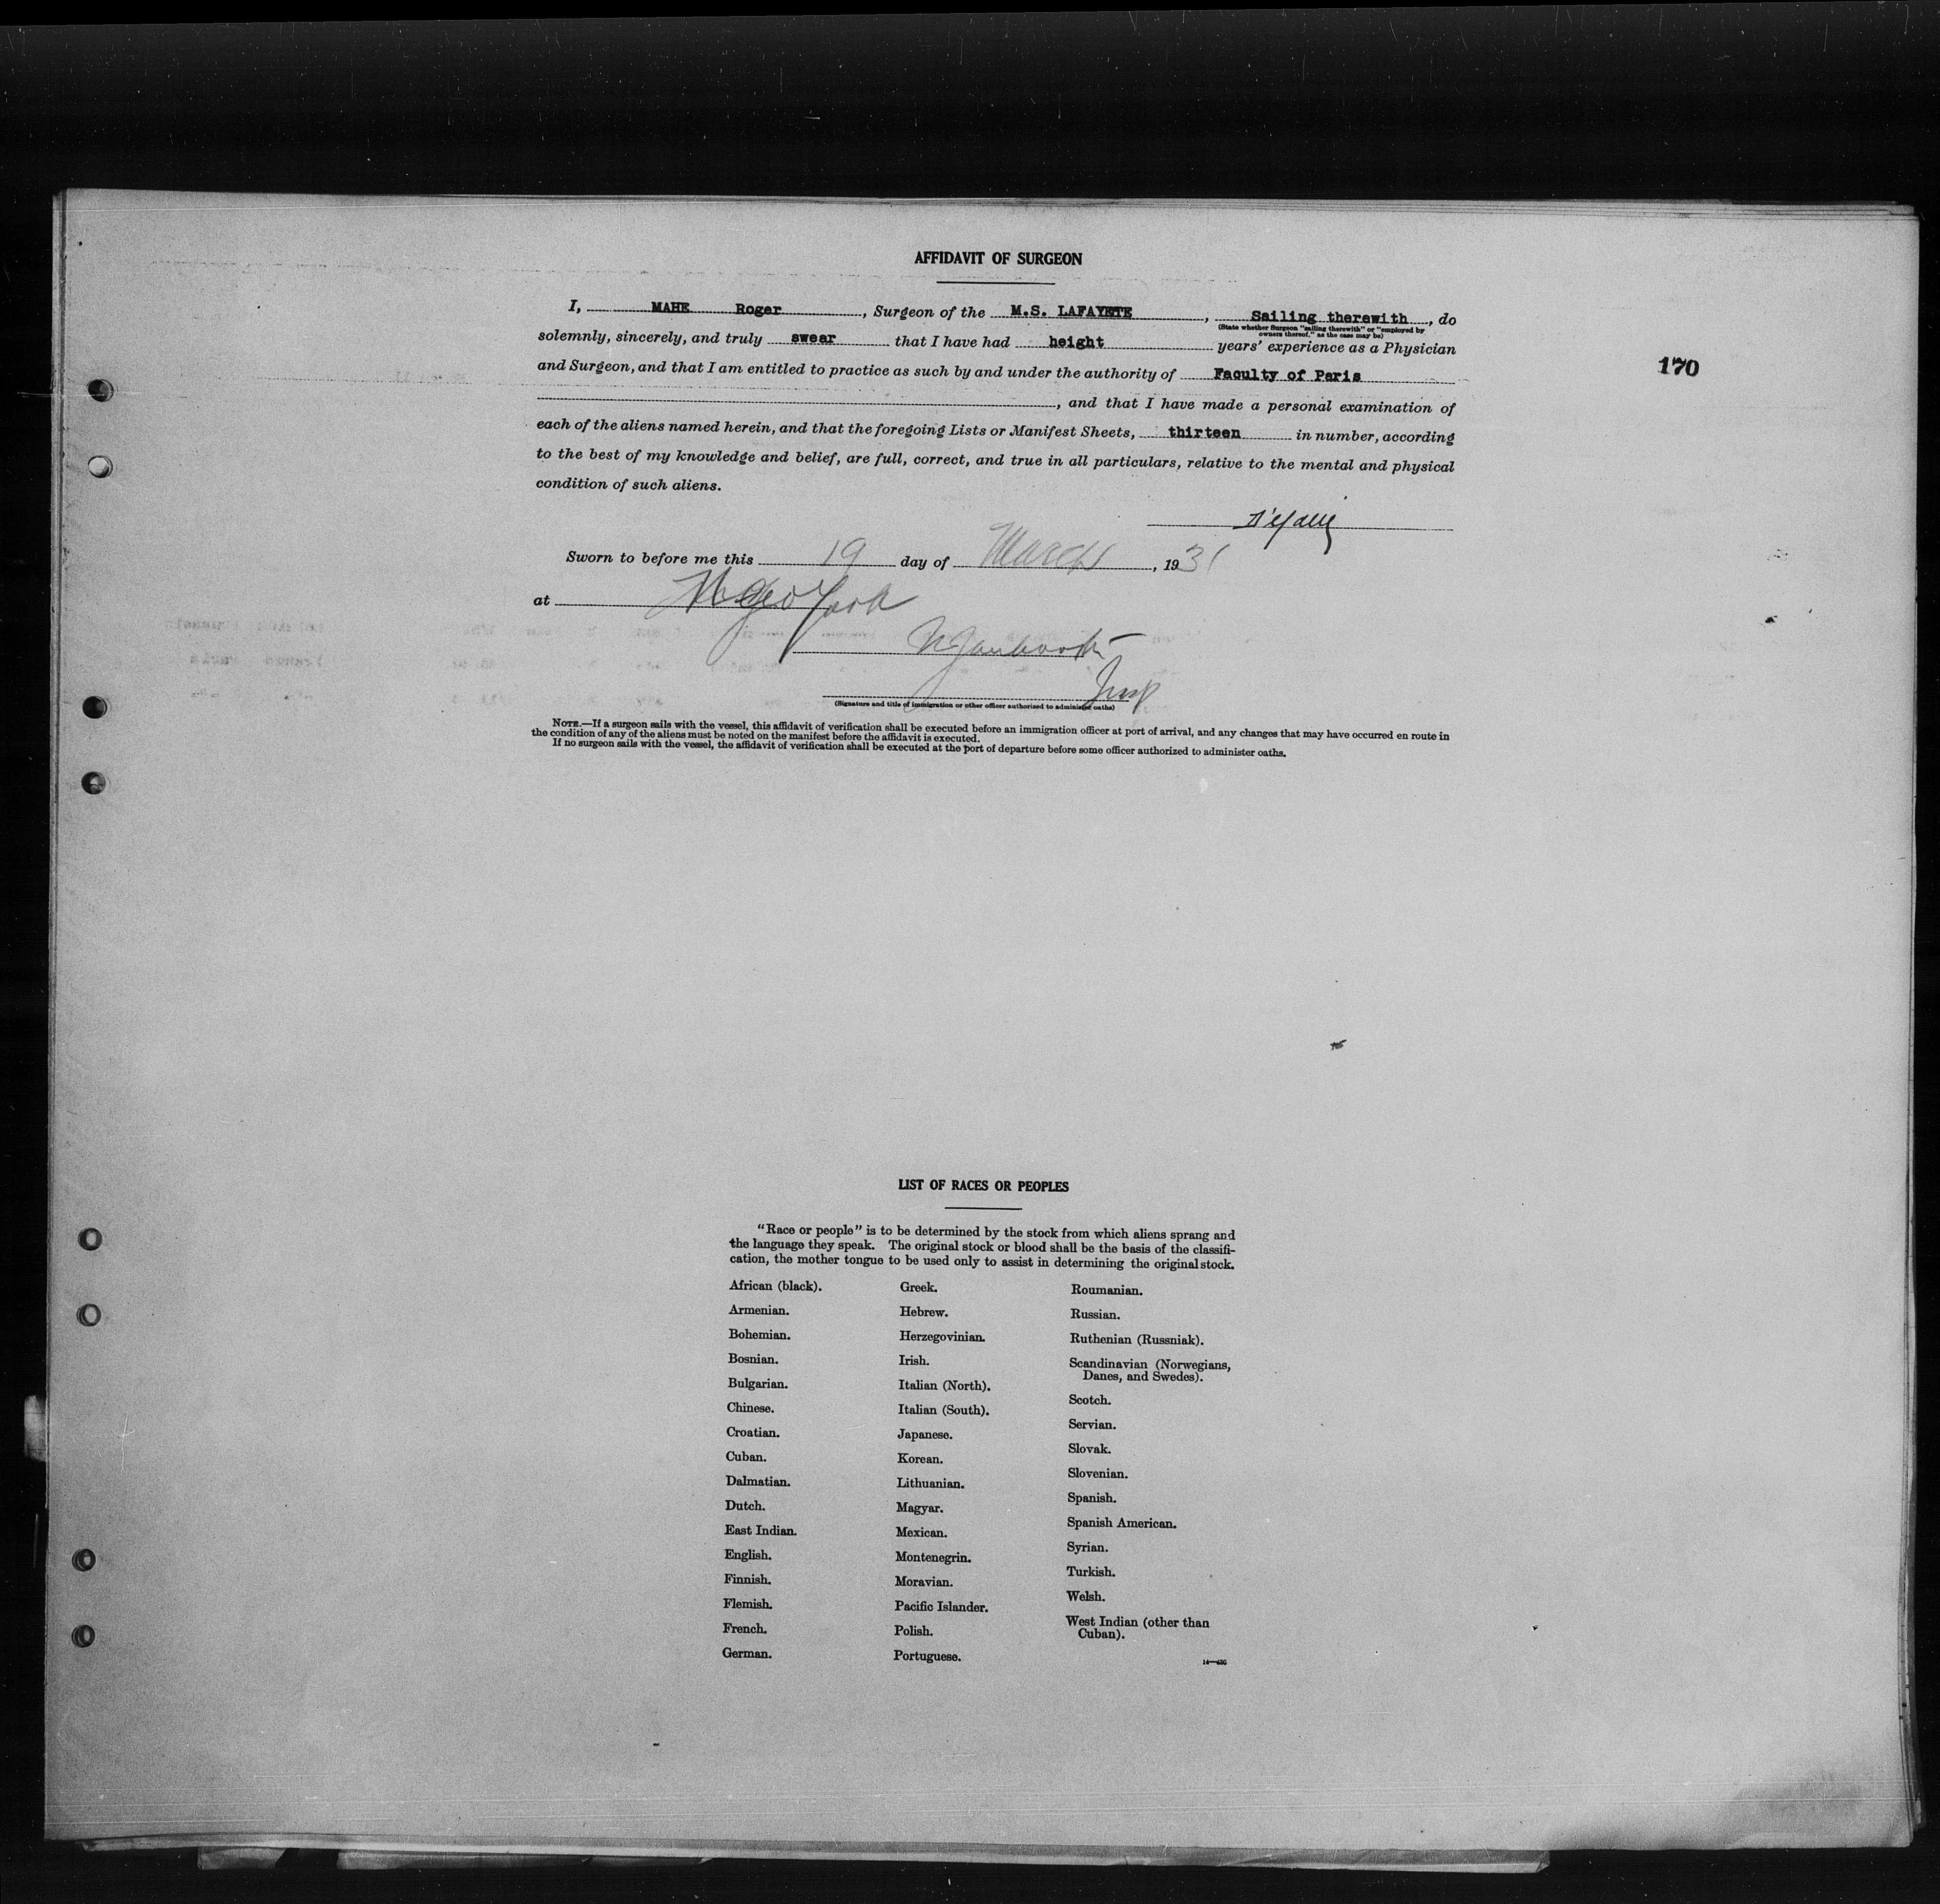 AFFIDAVIT OF SURGEON
I, MAHE Roger, Surgeon of the M.S. LAFAYETTE, Sailing therewith, do
(State whether Surgeon "sailing therewith" or "employed by
owners thereof," as the case may be)
solemnly, sincerely, and truly swear that I have had height years' experience as a Physician
170
and Surgeon, and that I am entitled to practice as such by and under the authority of Faculty of Paris
, and that I have made a personal examination of
each of the aliens named herein, and that the foregoing Lists or Manifest Sheets, thirteen in number, according
to the best of my knowledge and belief, are full, correct, and true in all particulars, relative to the mental and physical
condition of such aliens.
Sworn to before me this 19 day of March, 1931
at New York
Insp
(Signature and title of immigration or other officer authorized to administer oaths)
NOTE.—If a surgeon sails with the vessel, this affidavit of verification shall be executed before an immigration officer at port of arrival, and any changes that may have occurred en route in
the condition of any of the aliens must be noted on the manifest before the affidavit is executed.
If no surgeon sails with the vessel, the affidavit of verification shall be executed at the port of departure before some officer authorized to administer oaths.
LIST OF RACES OR PEOPLES
"Race or people" is to be determined by the stock from which aliens sprang and
the language they speak. The original stock or blood shall be the basis of the classifi-
cation, the mother tongue to be used only to assist in determining the original stock.
African (black).
Armenian.
Bohemian.
Bosnian.
Bulgarian.
Chinese.
Croatian.
Cuban.
Dalmatian.
Dutch.
East Indian.
English.
Finnish.
Flemish.
French.
German.
Greek.
Hebrew.
Herzegovinian.
Irish.
Italian (North).
Italian (South).
Japanese.
Korean.
Lithuanian.
Magyar.
Mexican.
Montenegrin.
Moravian.
Pacific Islander.
Polish.
Portuguese.
Roumanian.
Russian.
Ruthenian (Russniak).
Scandinavian (Norwegians,
Danes, and Swedes).
Scotch.
Servian.
Slovak.
Slovenian.
Spanish.
Spanish American.
Syrian.
Turkish.
Welsh.
West Indian (other than
Cuban).